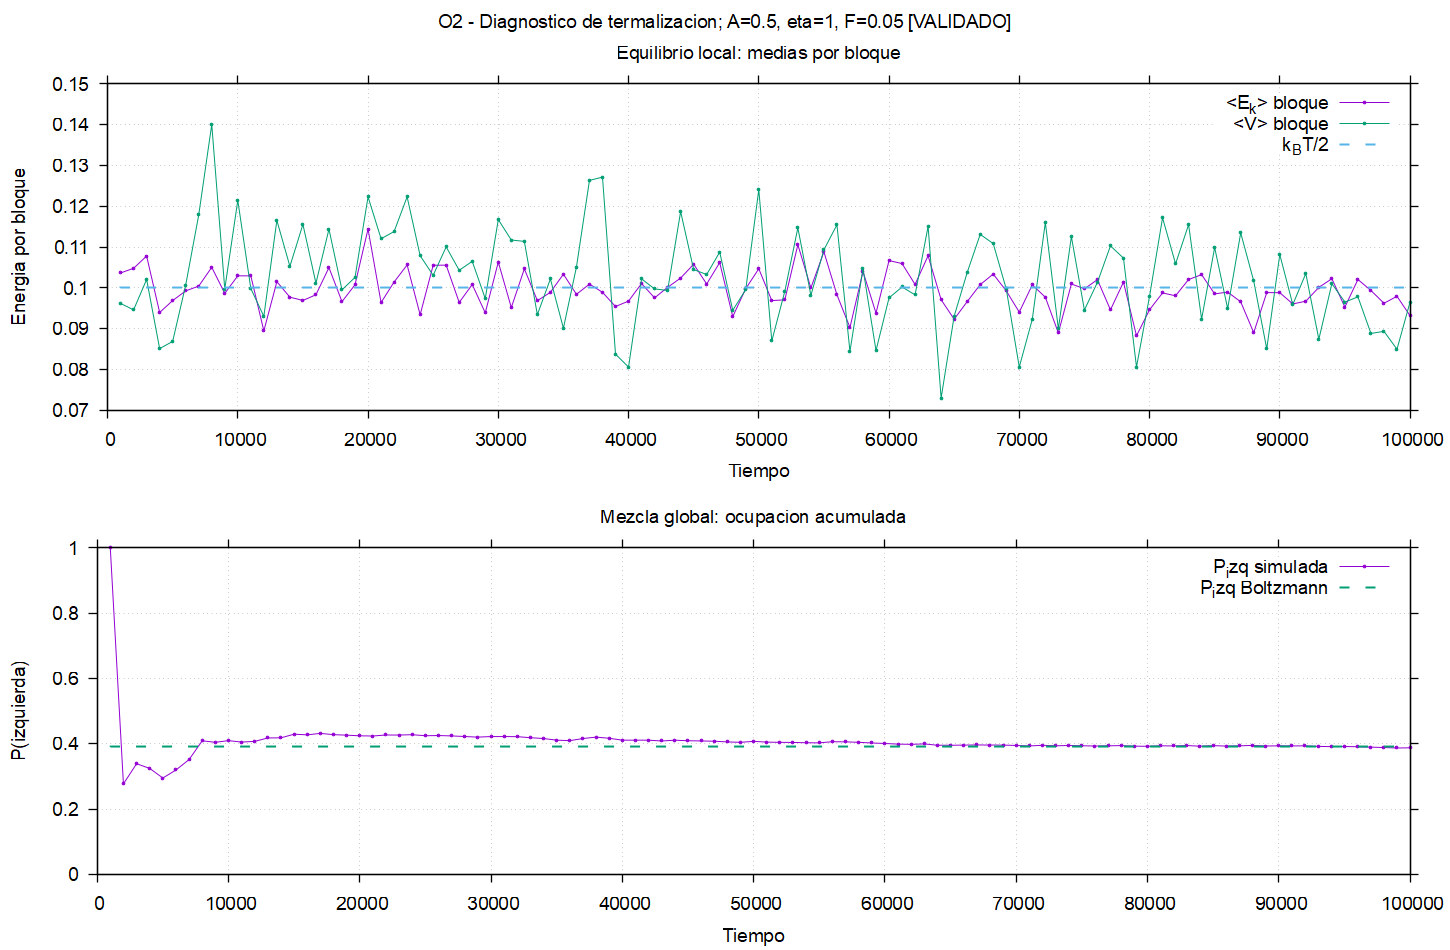 O2 - Diagnostico de termalizacion; A=0.5, eta=1, F=0.05 [VALIDADO]
Equilibrio local: medias por bloque
0.15
0.14
0.13
0.12
0.11
0.1
0.09
0.08
0.07
Energia por bloque
<E_k> bloque
<V> bloque
k_BT/2
0 10000 20000 30000 40000 50000 60000 70000 80000 90000 100000
Tiempo
Mezcla global: ocupacion acumulada
1
0.8
0.6
0.4
0.2
0
P(izquierda)
P_izq simulada
P_izq Boltzmann
0 10000 20000 30000 40000 50000 60000 70000 80000 90000 100000
Tiempo